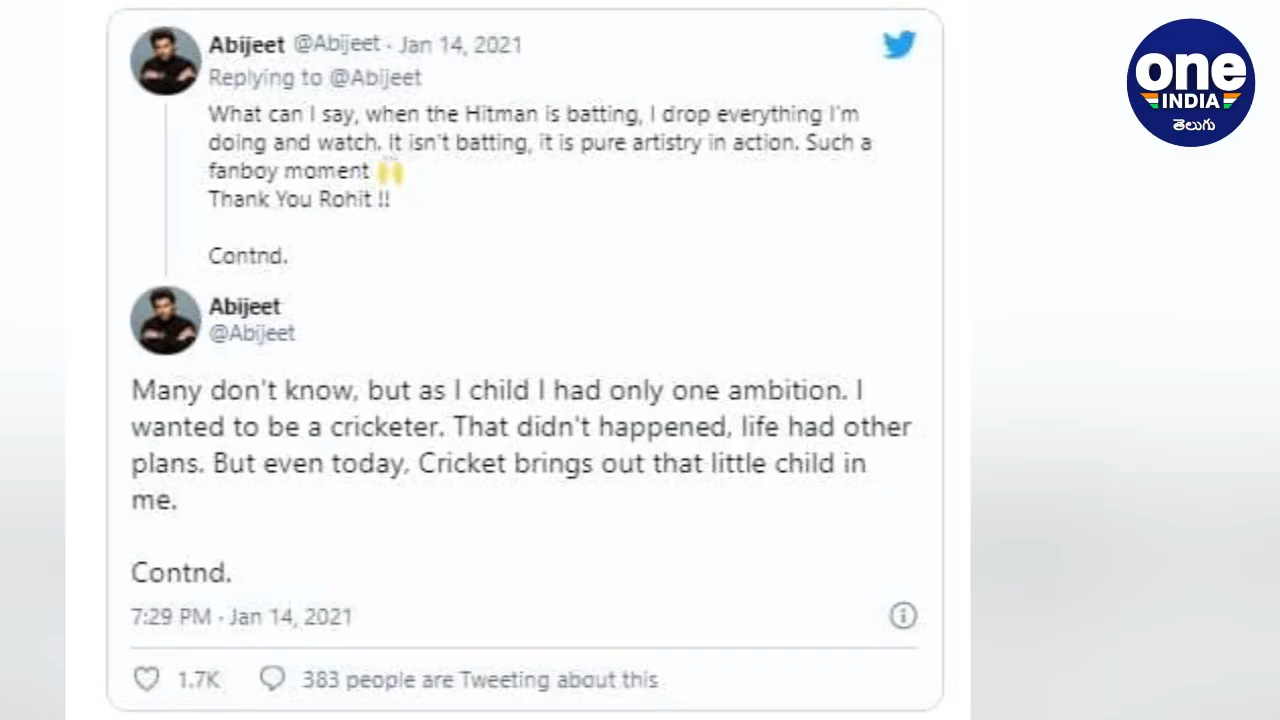 Abijeet @Abijeet · Jan 14, 2021
Replying to @Abijeet
What can I say, when the Hitman is batting, I drop everything I'm
doing and watch. It isn't batting, it is pure artistry in action. Such a
fanboy moment 🙌
Thank You Rohit !!
Contnd.
Abijeet
@Abijeet
Many don't know, but as I child I had only one ambition. I
wanted to be a cricketer. That didn't happened, life had other
plans. But even today, Cricket brings out that little child in
me.
Contnd.
7:29 PM · Jan 14, 2021
1.7K 383 people are Tweeting about this
one
INDIA
తెలుగు